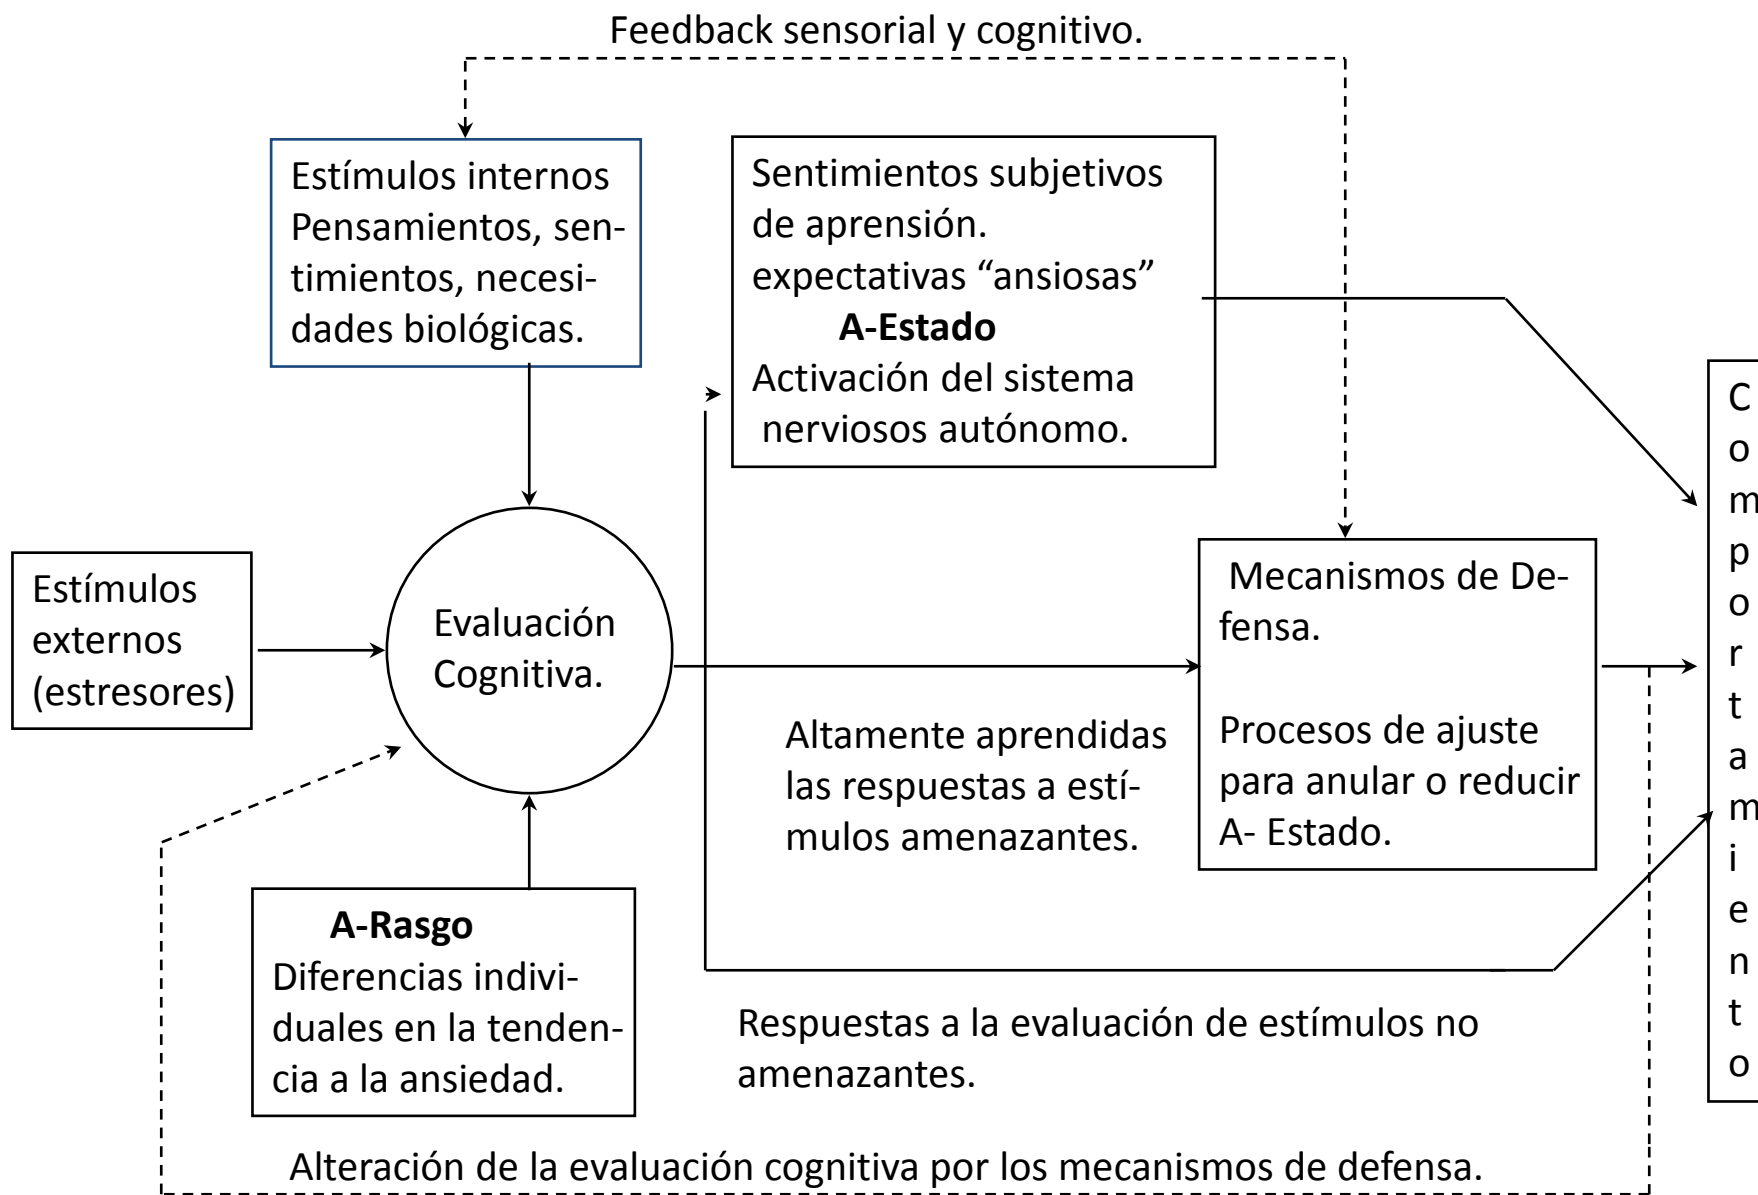 Feedback sensorial y cognitivo.
Estímulos internos
Pensamientos, sen-
timientos, necesi-
dades biológicas.
Sentimientos subjetivos
de aprensión.
expectativas “ansiosas”
A-Estado
Activación del sistema
nerviosos autónomo.
Estímulos
externos
(estresores)
Evaluación
Cognitiva.
Mecanismos de De-
fensa.
Procesos de ajuste
para anular o reducir
A- Estado.
Altamente aprendidas
las respuestas a estí-
mulos amenazantes.
A-Rasgo
Diferencias indivi-
duales en la tenden-
cia a la ansiedad.
Respuestas a la evaluación de estímulos no
amenazantes.
C
o
m
p
o
r
t
a
m
i
e
n
t
o
Alteración de la evaluación cognitiva por los mecanismos de defensa.